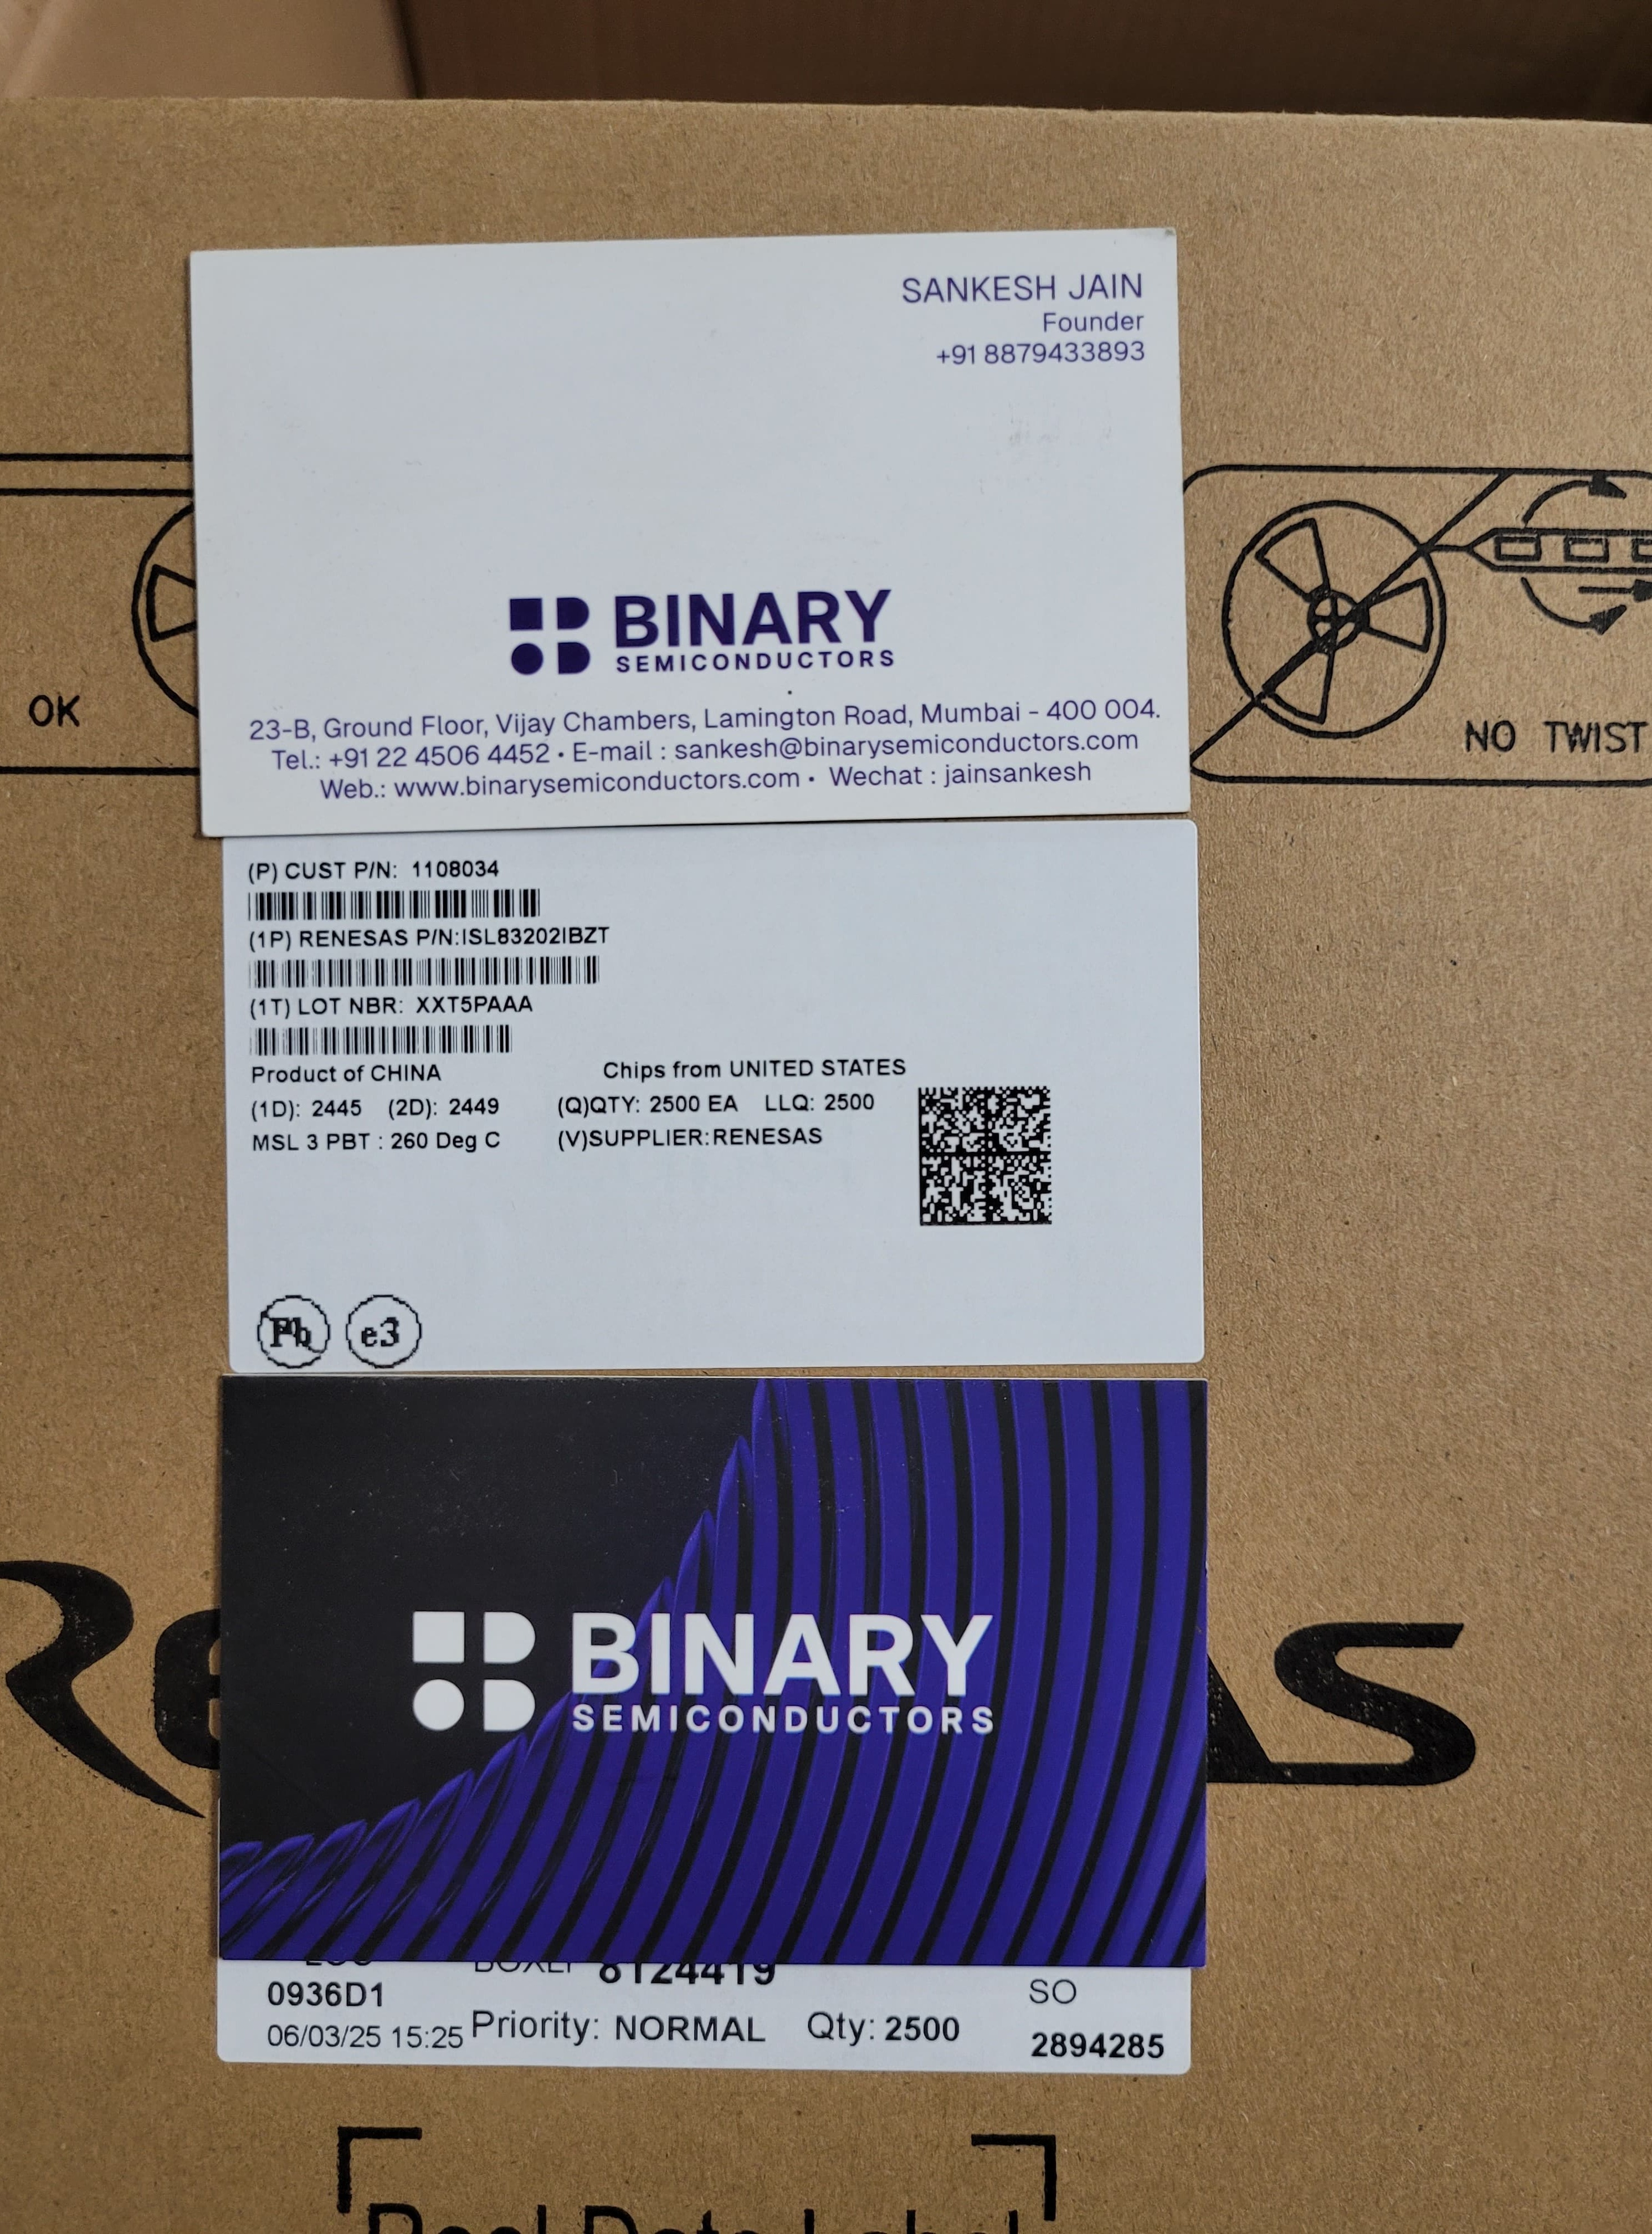 SANKESH JAIN
Founder
+91 8879433893
BINARY
SEMICONDUCTORS
23-B, Ground Floor, Vijay Chambers, Lamington Road, Mumbai - 400 004.
Tel.: +91 22 4506 4452 • E-mail : sankesh@binarysemiconductors.com
Web.: www.binarysemiconductors.com • Wechat : jainsankesh
OK
NO TWIST
(P) CUST P/N: 1108034
(1P) RENESAS P/N:ISL83202IBZT
(1T) LOT NBR: XXT5PAAA
Product of CHINA Chips from UNITED STATES
(1D): 2445 (2D): 2449 (Q)QTY: 2500 EA LLQ: 2500
MSL 3 PBT : 260 Deg C (V)SUPPLIER:RENESAS
Pb e3
BINARY
SEMICONDUCTORS
8124419
0936D1 SO
06/03/25 15:25 Priority: NORMAL Qty: 2500 2894285